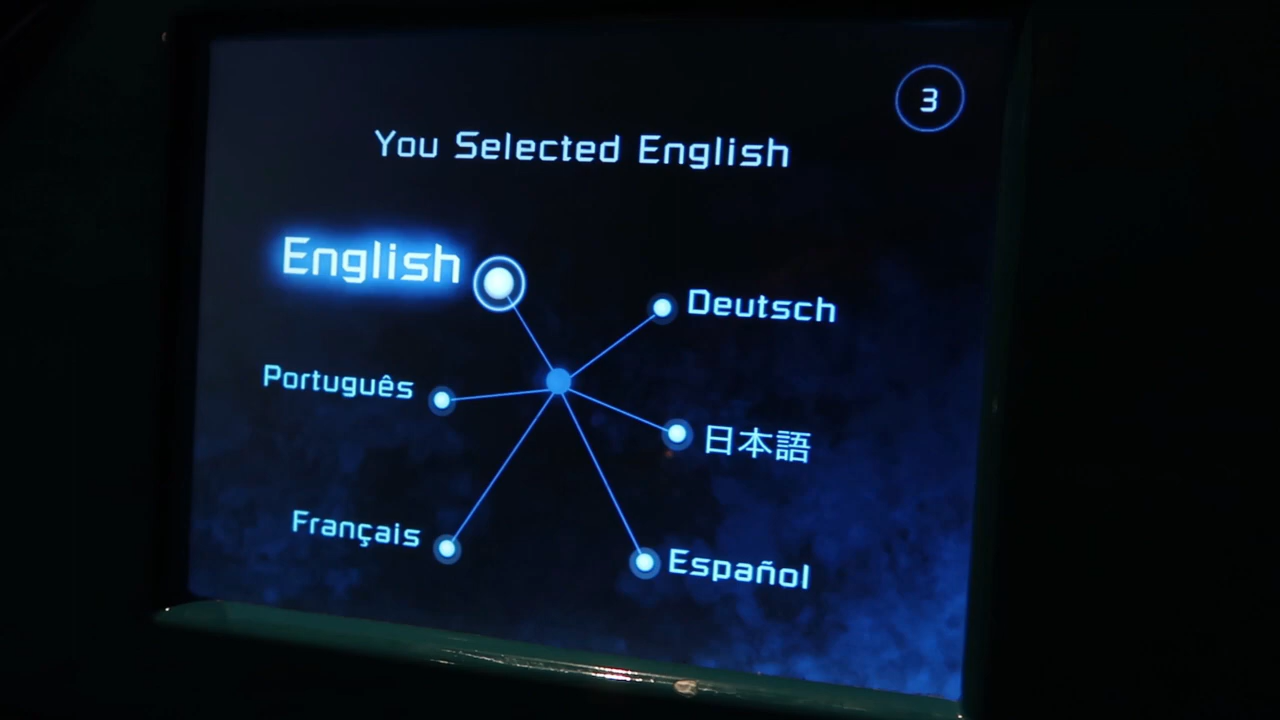 3
You Selected English
English
Deutsch
Português
日本語
Français
Español